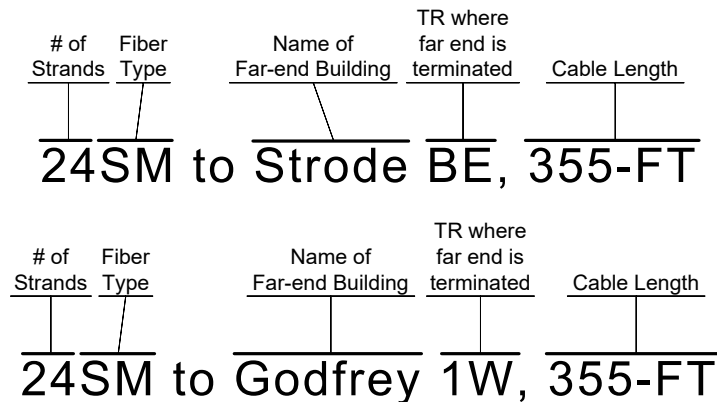 # of Strands
Fiber Type
Name of Far-end Building
TR where far end is terminated
Cable Length
24SM to Strode BE, 355-FT
# of Strands
Fiber Type
Name of Far-end Building
TR where far end is terminated
Cable Length
24SM to Godfrey 1W, 355-FT